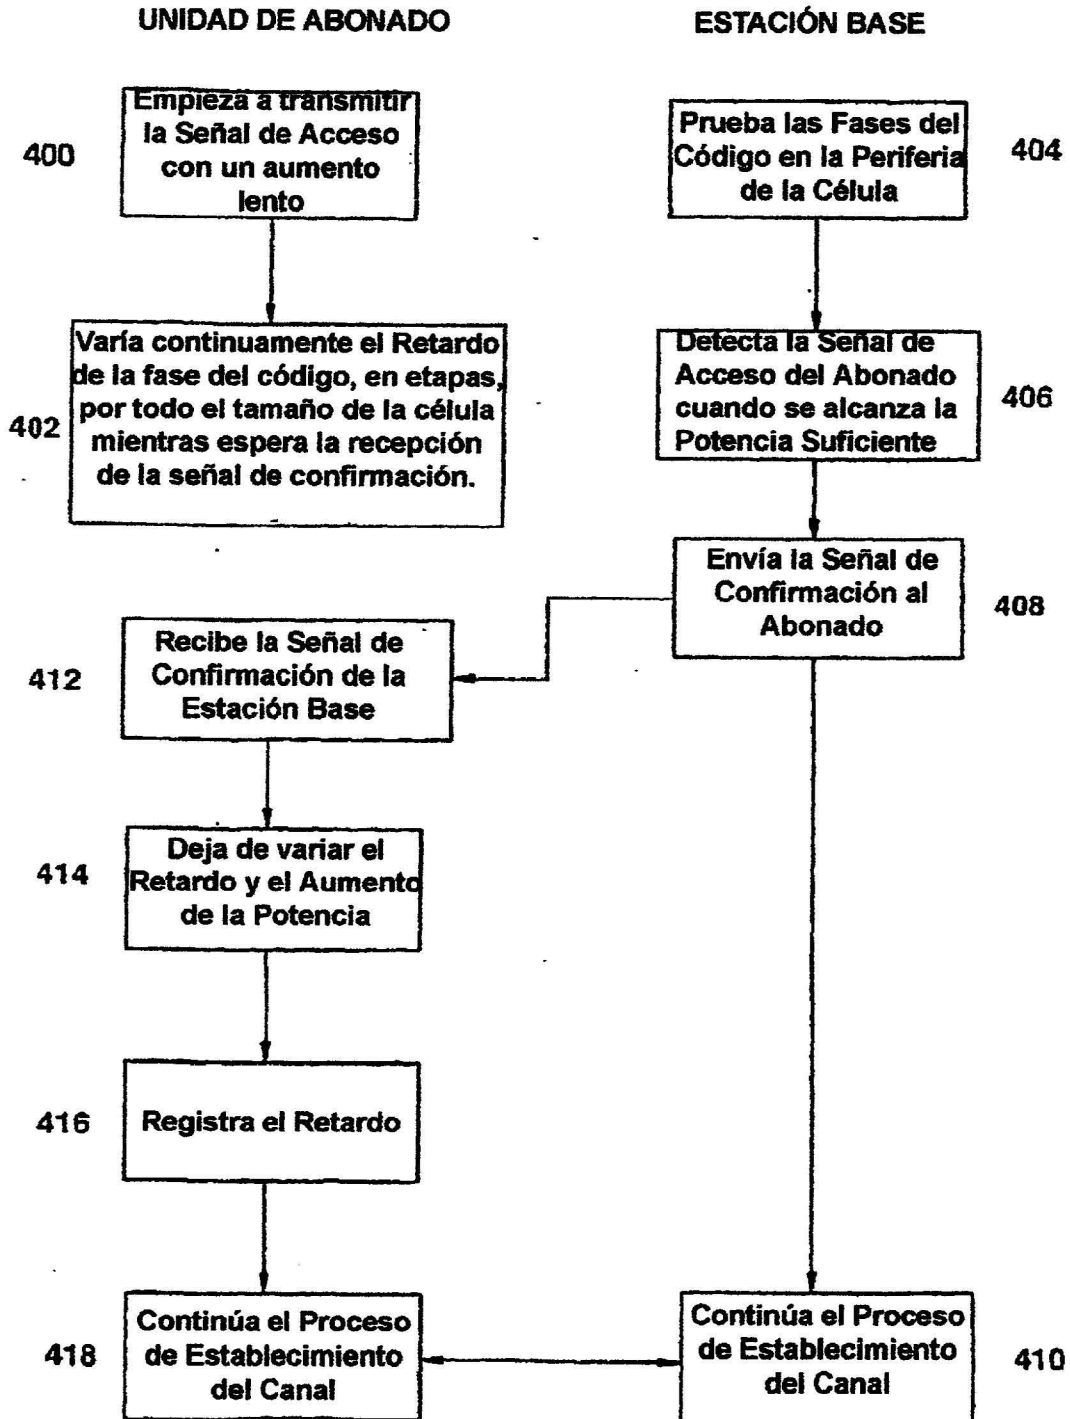 UNIDAD DE ABONADO
ESTACIÓN BASE
400
Empieza a transmitir
la Señal de Acceso
con un aumento
lento
Prueba las Fases del
Código en la Periferia
de la Célula
404
402
Varía continuamente el Retardo
de la fase del código, en etapas,
por todo el tamaño de la célula
mientras espera la recepción
de la señal de confirmación.
Detecta la Señal de
Acceso del Abonado
cuando se alcanza la
Potencia Suficiente
406
Envía la Señal de
Confirmación al
Abonado
408
412
Recibe la Señal de
Confirmación de la
Estación Base
414
Deja de variar el
Retardo y el Aumento
de la Potencia
416
Registra el Retardo
418
Continúa el Proceso
de Establecimiento
del Canal
Continúa el Proceso
de Establecimiento
del Canal
410